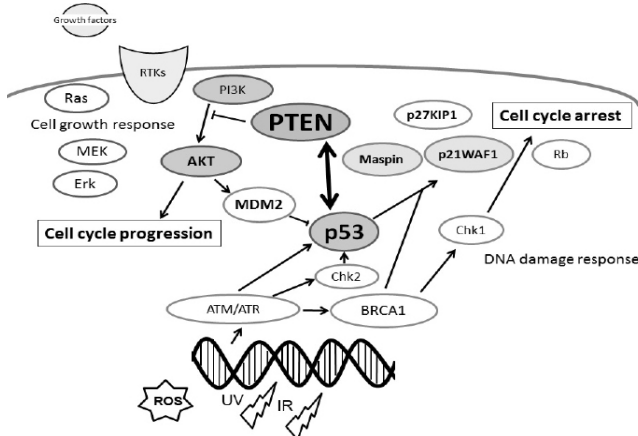 Growth factors
RTKs
PI3K
Ras
p27KIP1
Cell cycle arrest
Cell growth response
PTEN
MEK
AKT
Maspin
p21WAF1
Rb
Erk
MDM2
Cell cycle progression
p53
Chk1
DNA damage response
Chk2
ATM/ATR
BRCA1
ROS
UV
IR